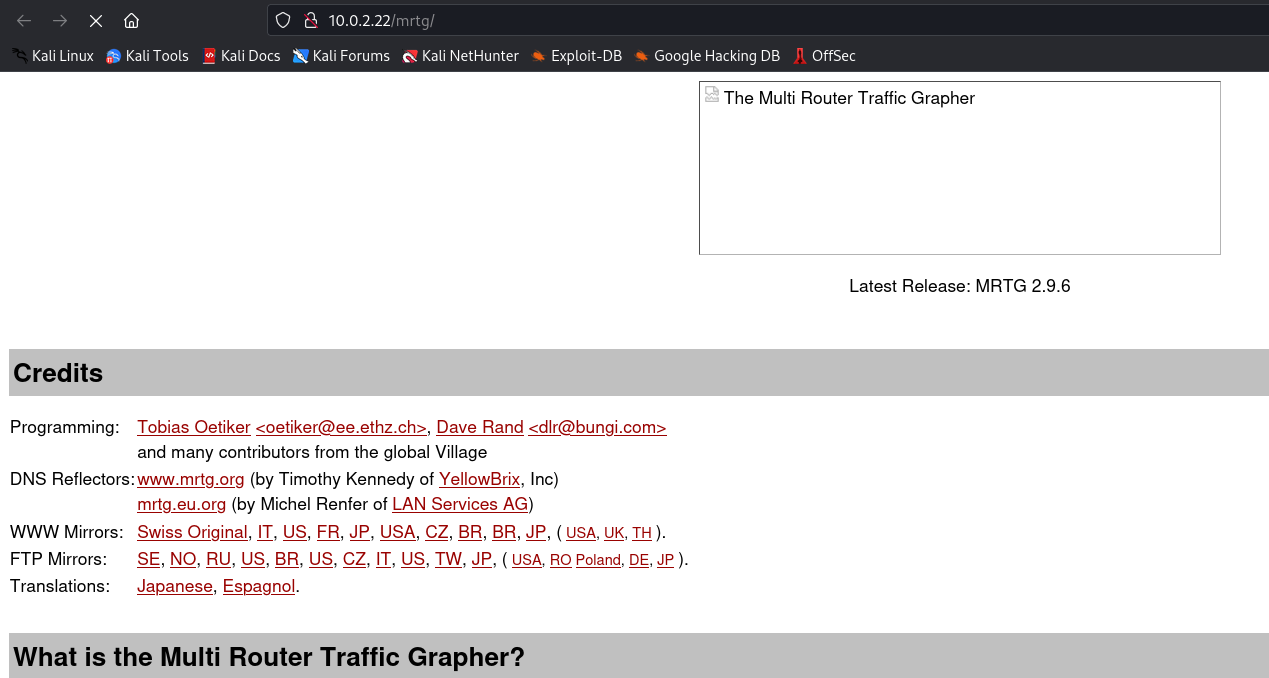 10.0.2.22/mrtg/
Kali Linux Kali Tools Kali Docs Kali Forums Kali NetHunter Exploit-DB Google Hacking DB OffSec
The Multi Router Traffic Grapher
Latest Release: MRTG 2.9.6
Credits
Programming: Tobias Oetiker <oetiker@ee.ethz.ch>, Dave Rand <dlr@bungi.com>
and many contributors from the global Village
DNS Reflectors: www.mrtg.org (by Timothy Kennedy of YellowBrix, Inc)
mrtg.eu.org (by Michel Renfer of LAN Services AG)
WWW Mirrors: Swiss Original, IT, US, FR, JP, USA, CZ, BR, BR, JP, ( USA, UK, TH ).
FTP Mirrors: SE, NO, RU, US, BR, US, CZ, IT, US, TW, JP, ( USA, RO Poland, DE, JP ).
Translations: Japanese, Espagnol.
What is the Multi Router Traffic Grapher?